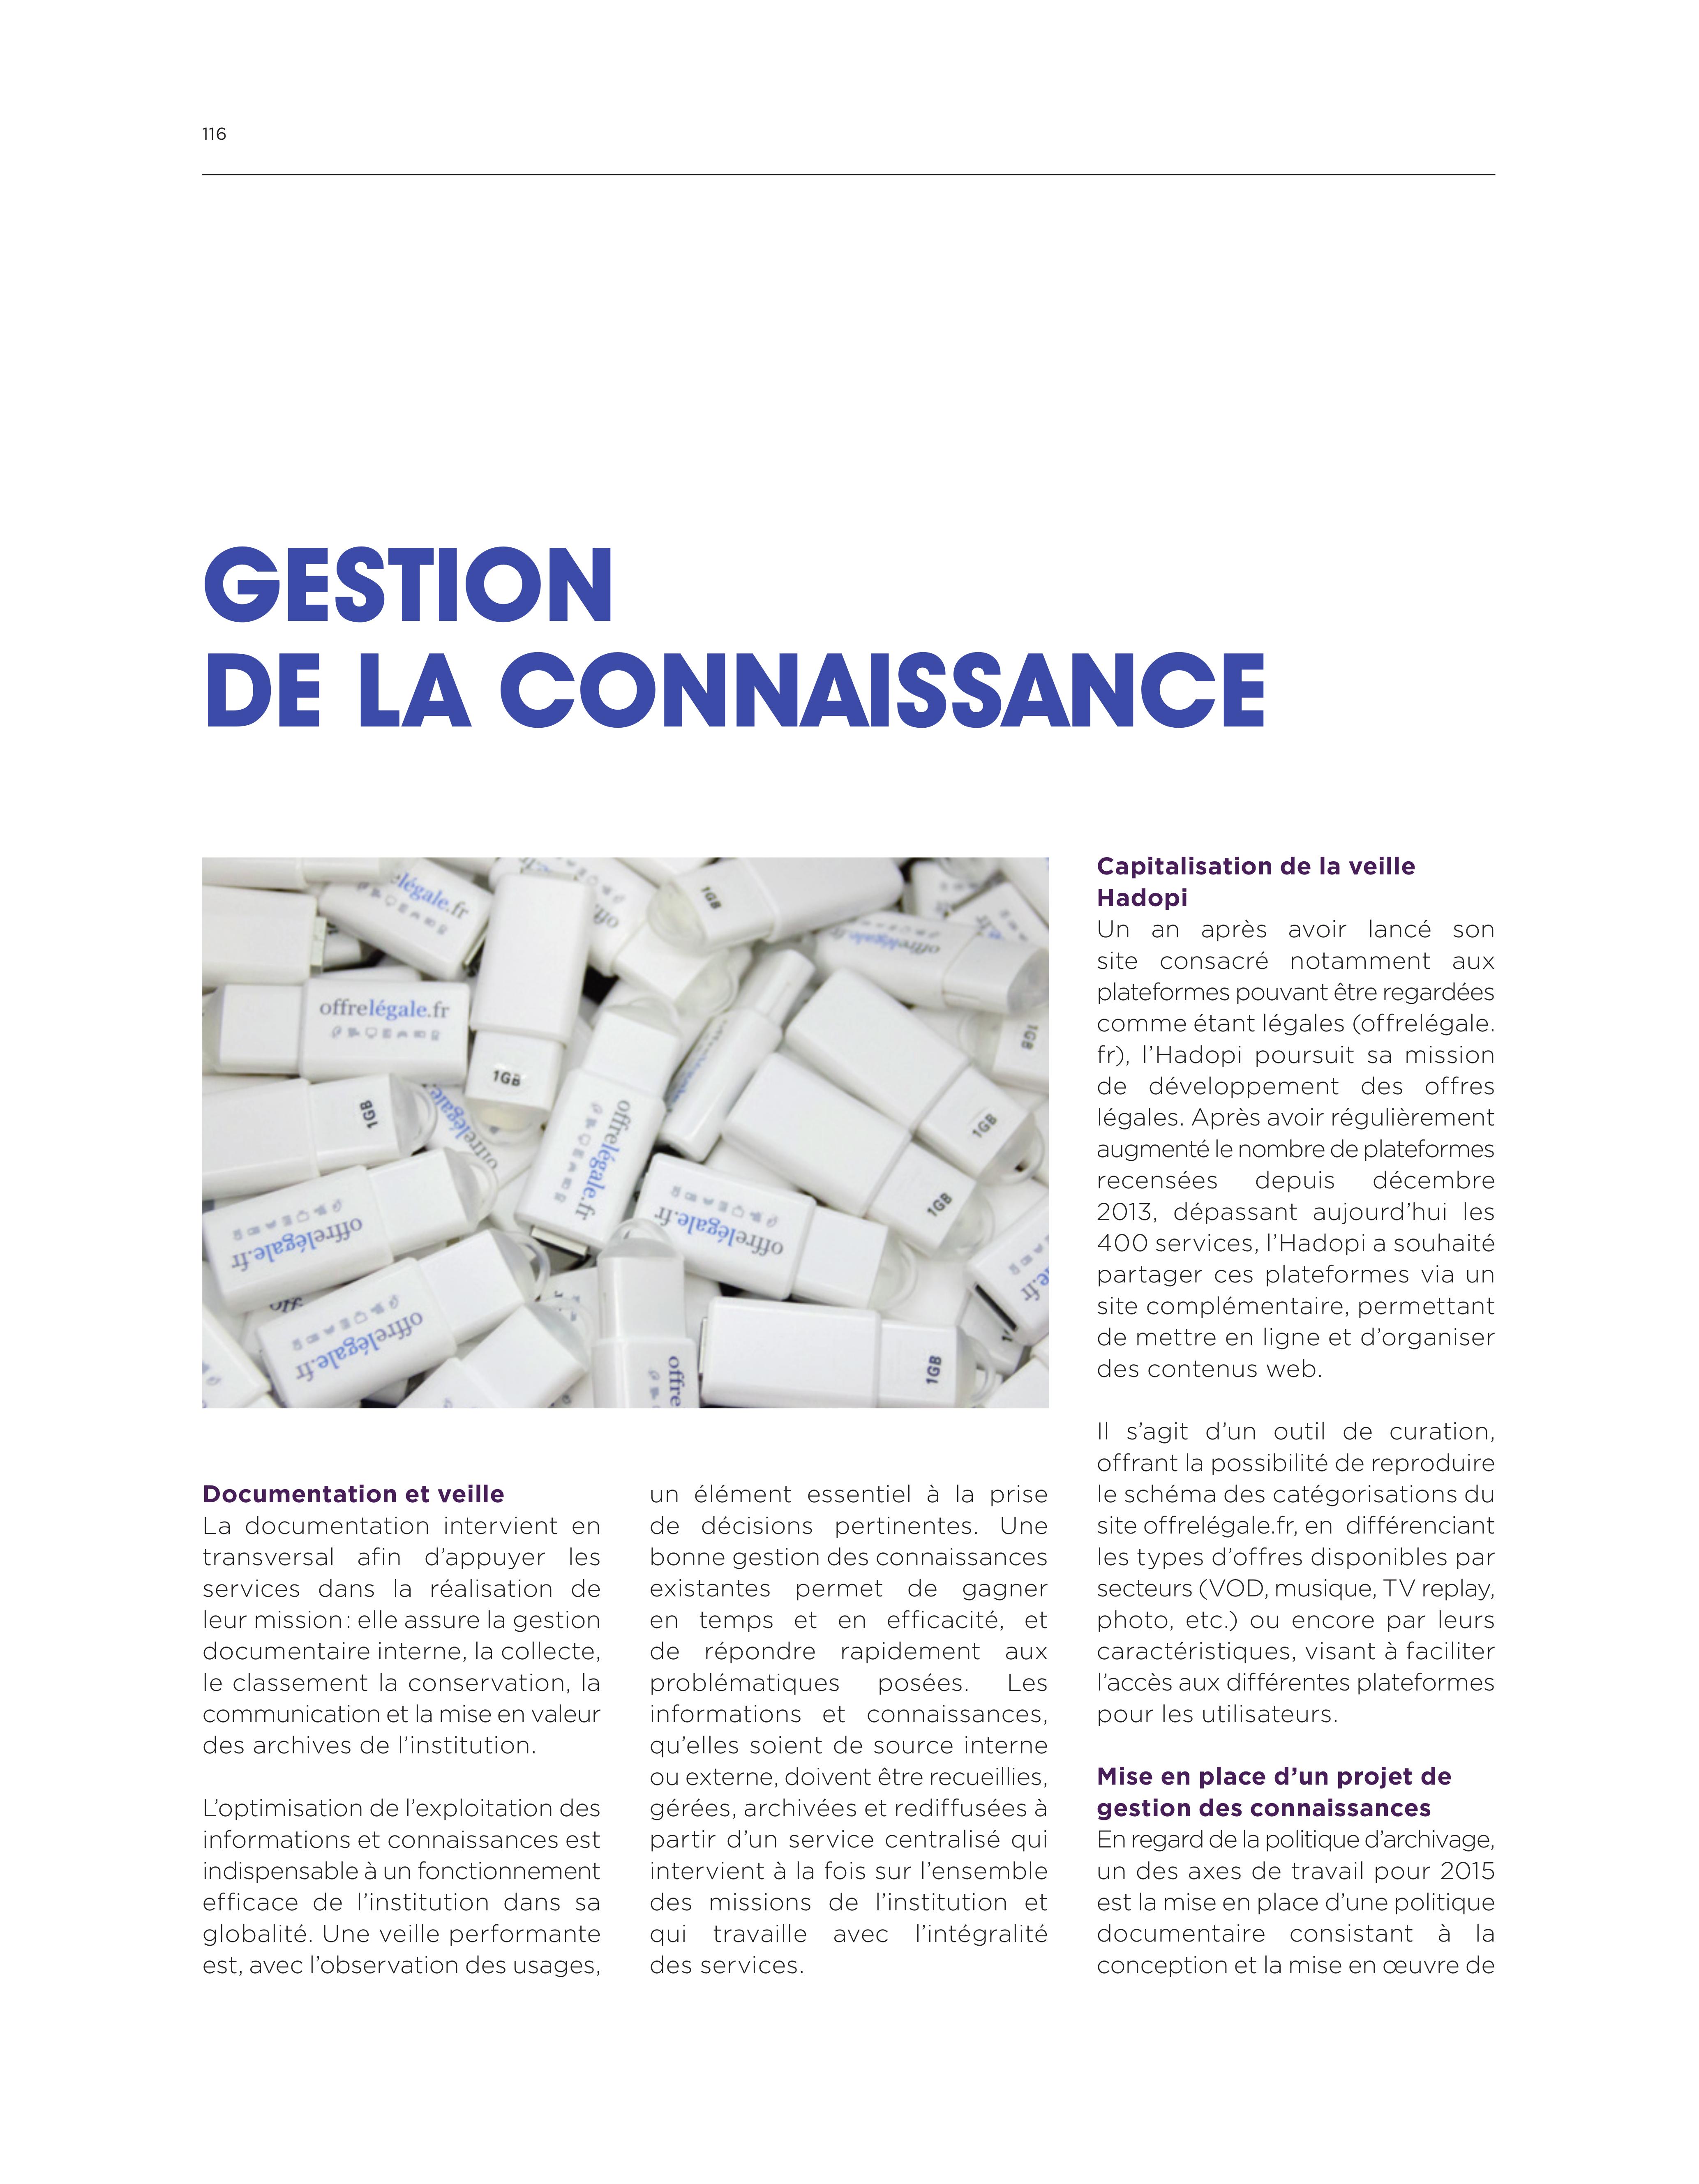 116
GESTION
DE LA CONNAISSANCE
légale.fr
1GB
offrelégale.fr
offrelégale.fr
1GB
1GB
1GB
offrelégale.fr
offrelégale.fr
1GB
1GB
offrelégale.fr
offrelégale.fr
offrelégale.fr
1GB
offre
Documentation et veille
La documentation intervient en
transversal afin d’appuyer les
services dans la réalisation de
leur mission : elle assure la gestion
documentaire interne, la collecte,
le classement la conservation, la
communication et la mise en valeur
des archives de l’institution.
L’optimisation de l’exploitation des
informations et connaissances est
indispensable à un fonctionnement
efficace de l’institution dans sa
globalité. Une veille performante
est, avec l’observation des usages,
un élément essentiel à la prise
de décisions pertinentes. Une
bonne gestion des connaissances
existantes permet de gagner
en temps et en efficacité, et
de répondre rapidement aux
problématiques posées. Les
informations et connaissances,
qu’elles soient de source interne
ou externe, doivent être recueillies,
gérées, archivées et rediffusées à
partir d’un service centralisé qui
intervient à la fois sur l’ensemble
des missions de l’institution et
qui travaille avec l’intégralité
des services.
Capitalisation de la veille
Hadopi
Un an après avoir lancé son
site consacré notamment aux
plateformes pouvant être regardées
comme étant légales (offrelégale.
fr), l’Hadopi poursuit sa mission
de développement des offres
légales. Après avoir régulièrement
augmenté le nombre de plateformes
recensées depuis décembre
2013, dépassant aujourd’hui les
400 services, l’Hadopi a souhaité
partager ces plateformes via un
site complémentaire, permettant
de mettre en ligne et d’organiser
des contenus web.
Il s’agit d’un outil de curation,
offrant la possibilité de reproduire
le schéma des catégorisations du
site offrelégale.fr, en différenciant
les types d’offres disponibles par
secteurs (VOD, musique, TV replay,
photo, etc.) ou encore par leurs
caractéristiques, visant à faciliter
l’accès aux différentes plateformes
pour les utilisateurs.
Mise en place d’un projet de
gestion des connaissances
En regard de la politique d’archivage,
un des axes de travail pour 2015
est la mise en place d’une politique
documentaire consistant à la
conception et la mise en œuvre de